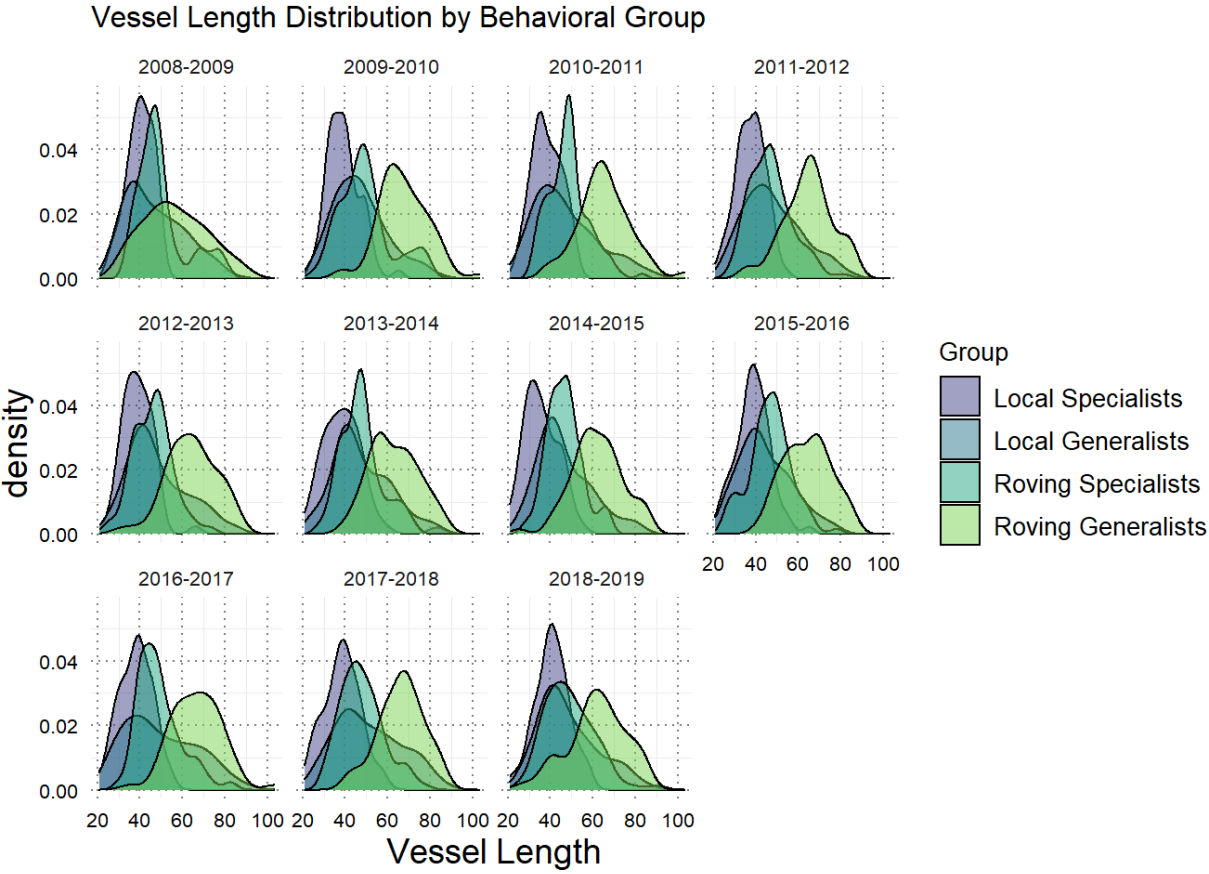 Vessel Length Distribution by Behavioral Group
2008-2009
2009-2010
2010-2011
2011-2012
0.04
0.02
0.00
2012-2013
2013-2014
2014-2015
2015-2016
0.04
0.02
0.00
20 40 60 80 100
2016-2017
2017-2018
2018-2019
0.04
0.02
0.00
20 40 60 80 100
20 40 60 80 100
20 40 60 80 100
Vessel Length
density
Group
Local Specialists
Local Generalists
Roving Specialists
Roving Generalists